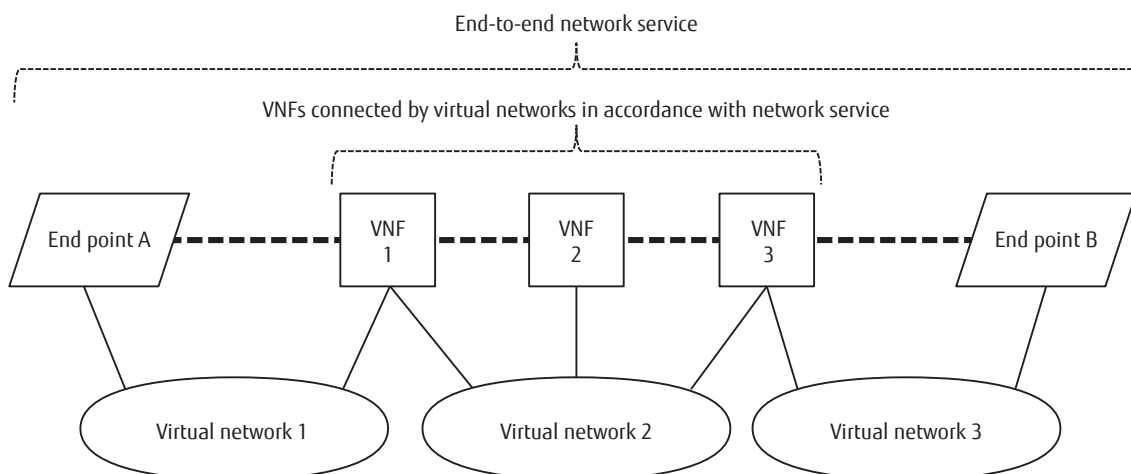 End-to-end network service
VNFs connected by virtual networks in accordance with network service
End point A
VNF
1
VNF
2
VNF
3
End point B
Virtual network 1
Virtual network 2
Virtual network 3